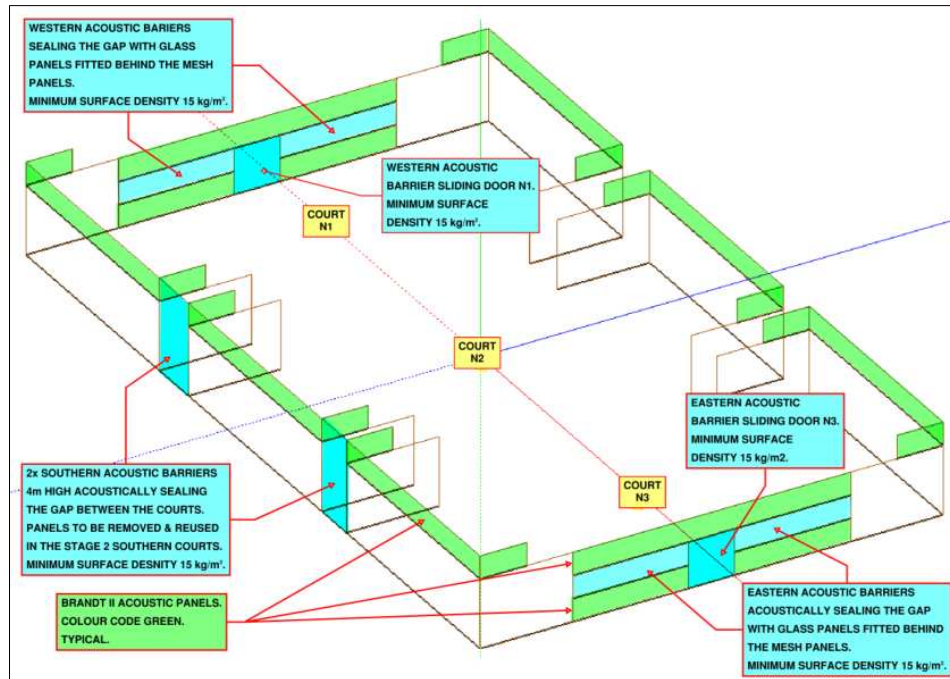 WESTERN ACOUSTIC BARIERS
SEALING THE GAP WITH GLASS
PANELS FITTED BEHIND THE MESH
PANELS.
MINIMUM SURFACE DENSITY 15 kg/m².
WESTERN ACOUSTIC
BARRIER SLIDING DOOR N1.
MINIMUM SURFACE
DENSITY 15 kg/m².
COURT
N1
COURT
N2
EASTERN ACOUSTIC
BARRIER SLIDING DOOR N3.
MINIMUM SURFACE
DENSITY 15 kg/m2.
2x SOUTHERN ACOUSTIC BARRIERS
4m HIGH ACOUSTICALLY SEALING
THE GAP BETWEEN THE COURTS.
PANELS TO BE REMOVED & REUSED
IN THE STAGE 2 SOUTHERN COURTS.
MINIMUM SURFACE DESNITY 15 kg/m².
COURT
N3
BRANDT II ACOUSTIC PANELS.
COLOUR CODE GREEN.
TYPICAL.
EASTERN ACOUSTIC BARIERS
ACOUSTICALLY SEALING THE GAP
WITH GLASS PANELS FITTED BEHIND
THE MESH PANELS.
MINIMUM SURFACE DENSITY 15 kg/m².